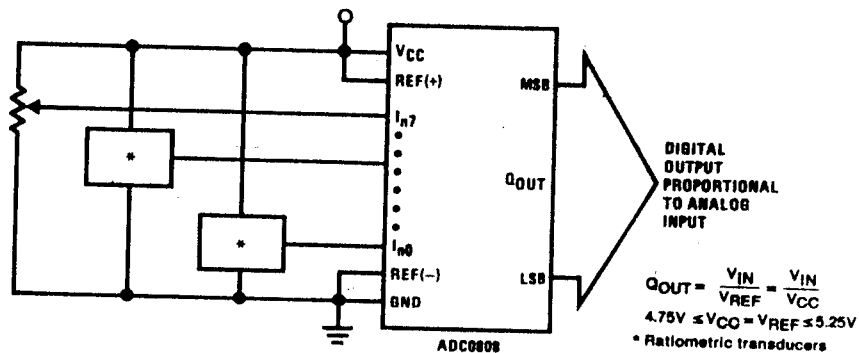 VCC
REF(+)
In7
*
*
In0
REF(−)
GND
MSB
QOUT
LSB
ADC0808
DIGITAL
OUTPUT
PROPORTIONAL
TO ANALOG
INPUT
QOUT = VIN/VREF = VIN/VCC
4.75V ≤ VCC = VREF ≤ 5.25V
* Ratiometric transducers